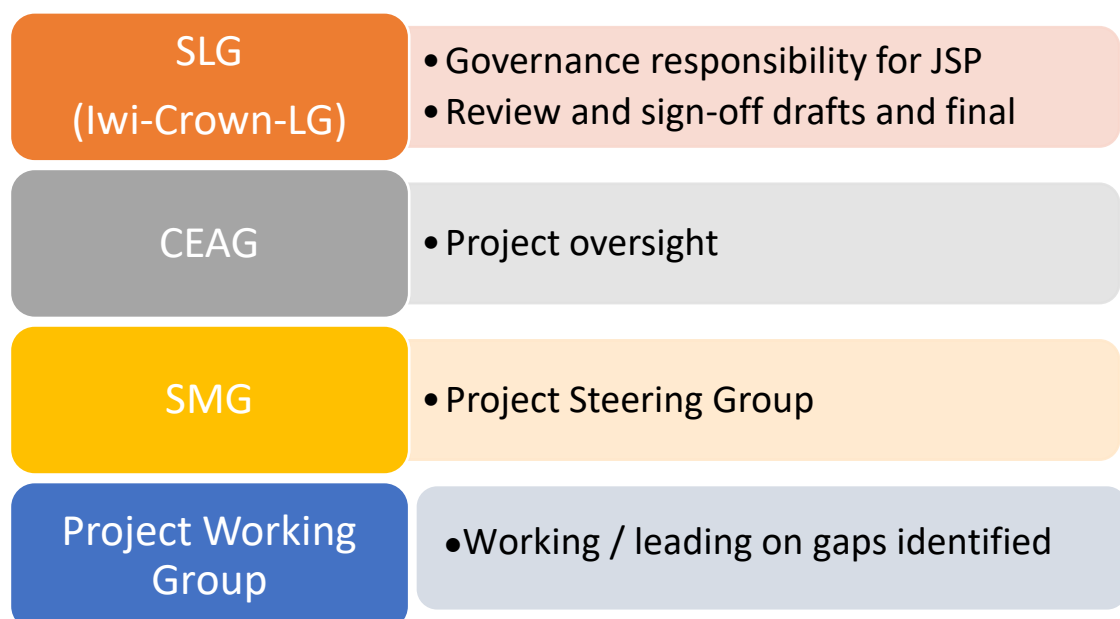 SLG
(Iwi-Crown-LG)
•Governance responsibility for JSP
•Review and sign-off drafts and final
CEAG
•Project oversight
SMG
•Project Steering Group
Project Working
Group
•Working / leading on gaps identified